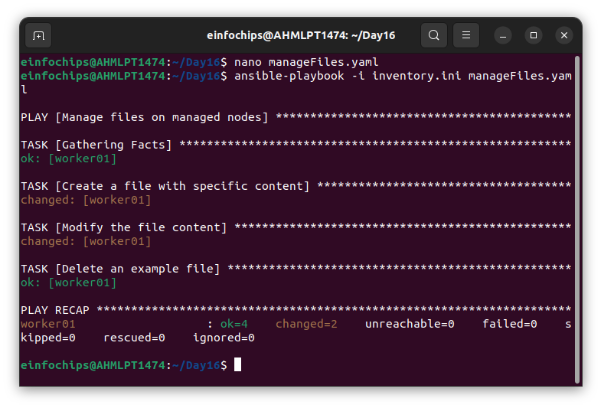 einfochips@AHMLPT1474: ~/Day16
einfochips@AHMLPT1474:~/Day16$ nano manageFiles.yaml
einfochips@AHMLPT1474:~/Day16$ ansible-playbook -i inventory.ini manageFiles.yam
l
PLAY [Manage files on managed nodes] *******************************************
TASK [Gathering Facts] *********************************************************
ok: [worker01]
TASK [Create a file with specific content] *************************************
changed: [worker01]
TASK [Modify the file content] *************************************************
changed: [worker01]
TASK [Delete an example file] **************************************************
ok: [worker01]
PLAY RECAP *********************************************************************
worker01                   : ok=4    changed=2    unreachable=0    failed=0    s
kipped=0    rescued=0    ignored=0
einfochips@AHMLPT1474:~/Day16$